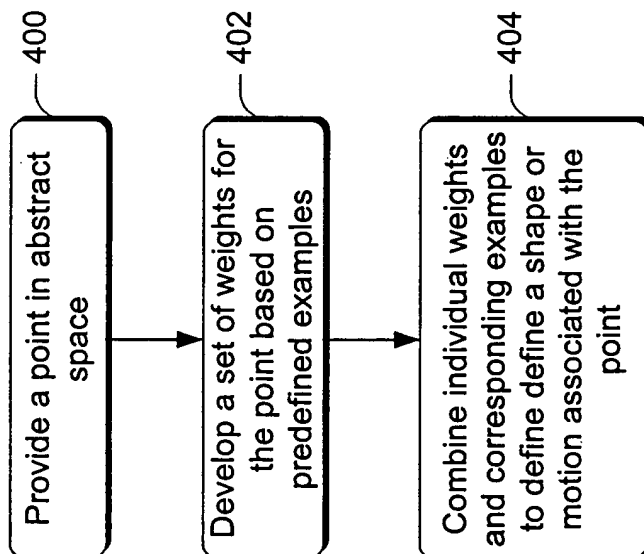 400
Provide a point in abstract
space
402
Develop a set of weights for
the point based on
predefined examples
404
Combine individual weights
and corresponding examples
to define define a shape or
motion associated with the
point